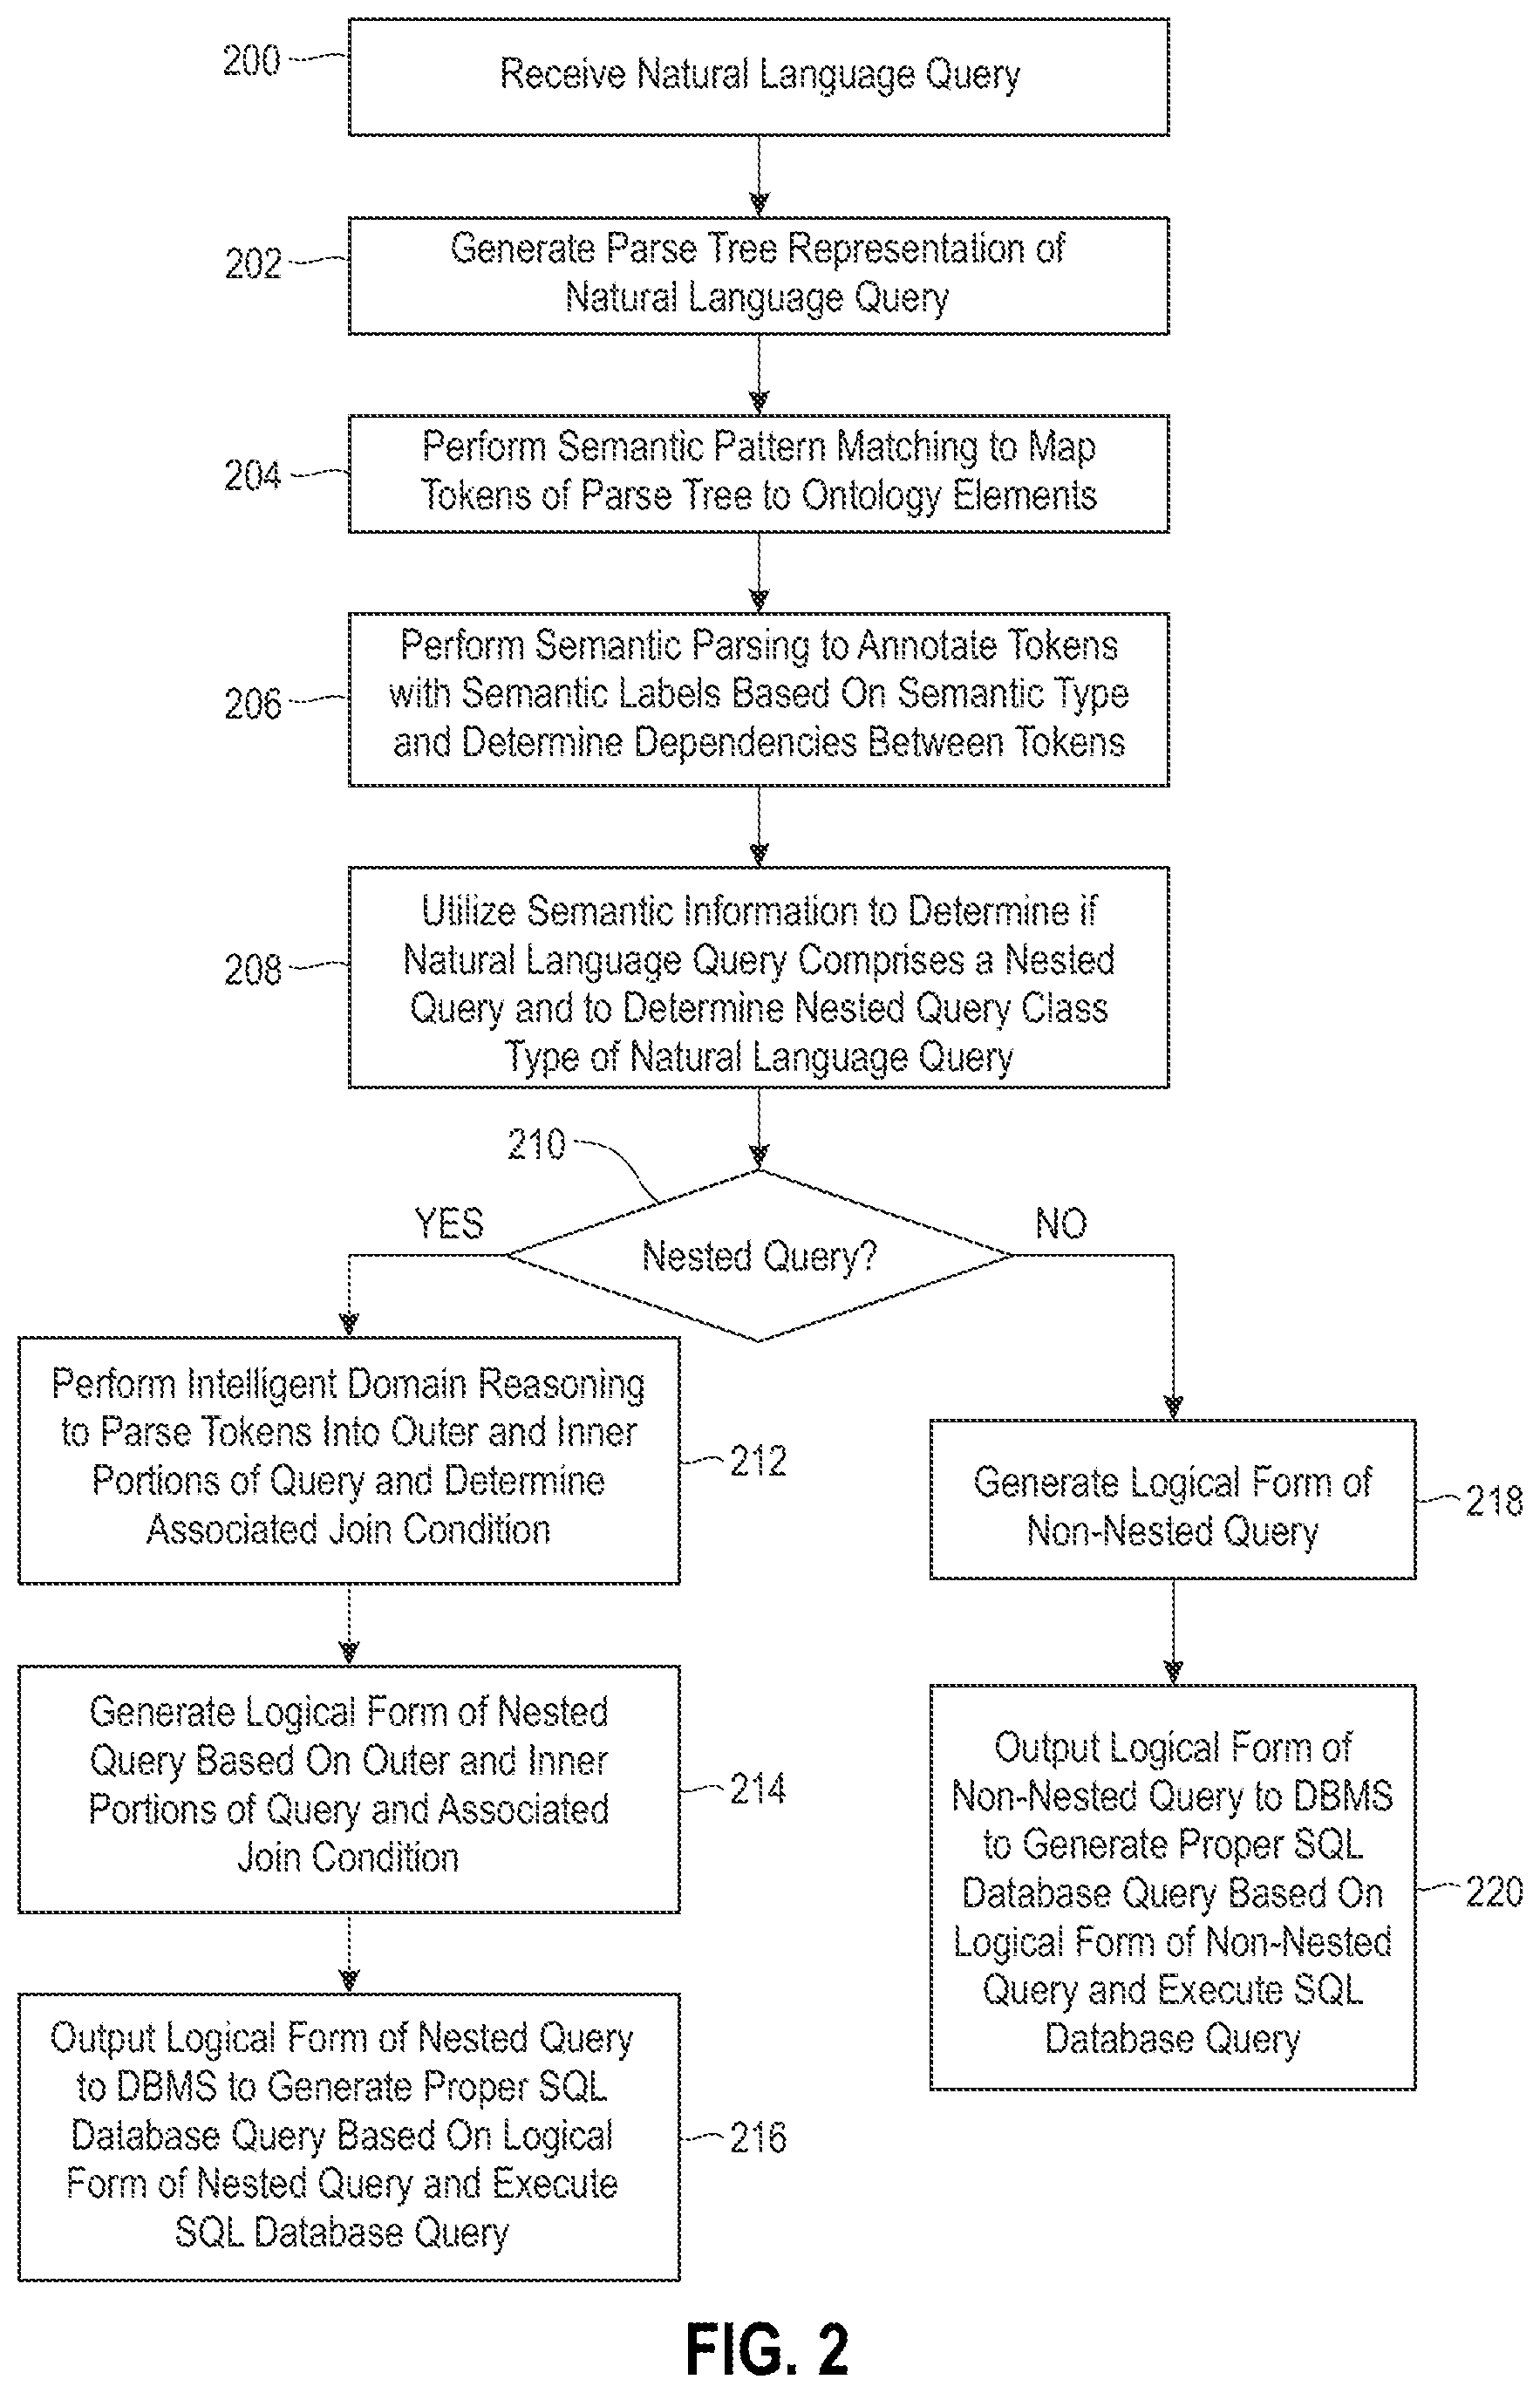 200
Receive Natural Language Query
202
Generate Parse Tree Representation of
Natural Language Query
204
Perform Semantic Pattern Matching to Map
Tokens of Parse Tree to Ontology Elements
206
Perform Semantic Parsing to Annotate Tokens
with Semantic Labels Based On Semantic Type
and Determine Dependencies Between Tokens
208
Utilize Semantic Information to Determine if
Natural Language Query Comprises a Nested
Query and to Determine Nested Query Class
Type of Natural Language Query
210
YES
Nested Query?
NO
Perform Intelligent Domain Reasoning
to Parse Tokens Into Outer and Inner
Portions of Query and Determine
Associated Join Condition
212
Generate Logical Form of Nested
Query Based On Outer and Inner
Portions of Query and Associated
Join Condition
214
Output Logical Form of Nested Query
to DBMS to Generate Proper SQL
Database Query Based On Logical
Form of Nested Query and Execute
SQL Database Query
216
Generate Logical Form of
Non-Nested Query
218
Output Logical Form of
Non-Nested Query to DBMS
to Generate Proper SQL
Database Query Based On
Logical Form of Non-Nested
Query and Execute SQL
Database Query
220
FIG. 2